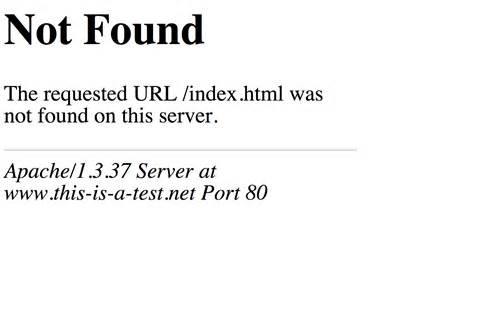 Not Found
The requested URL /index.html was
not found on this server.
Apache/1.3.37 Server at
www.this-is-a-test.net Port 80